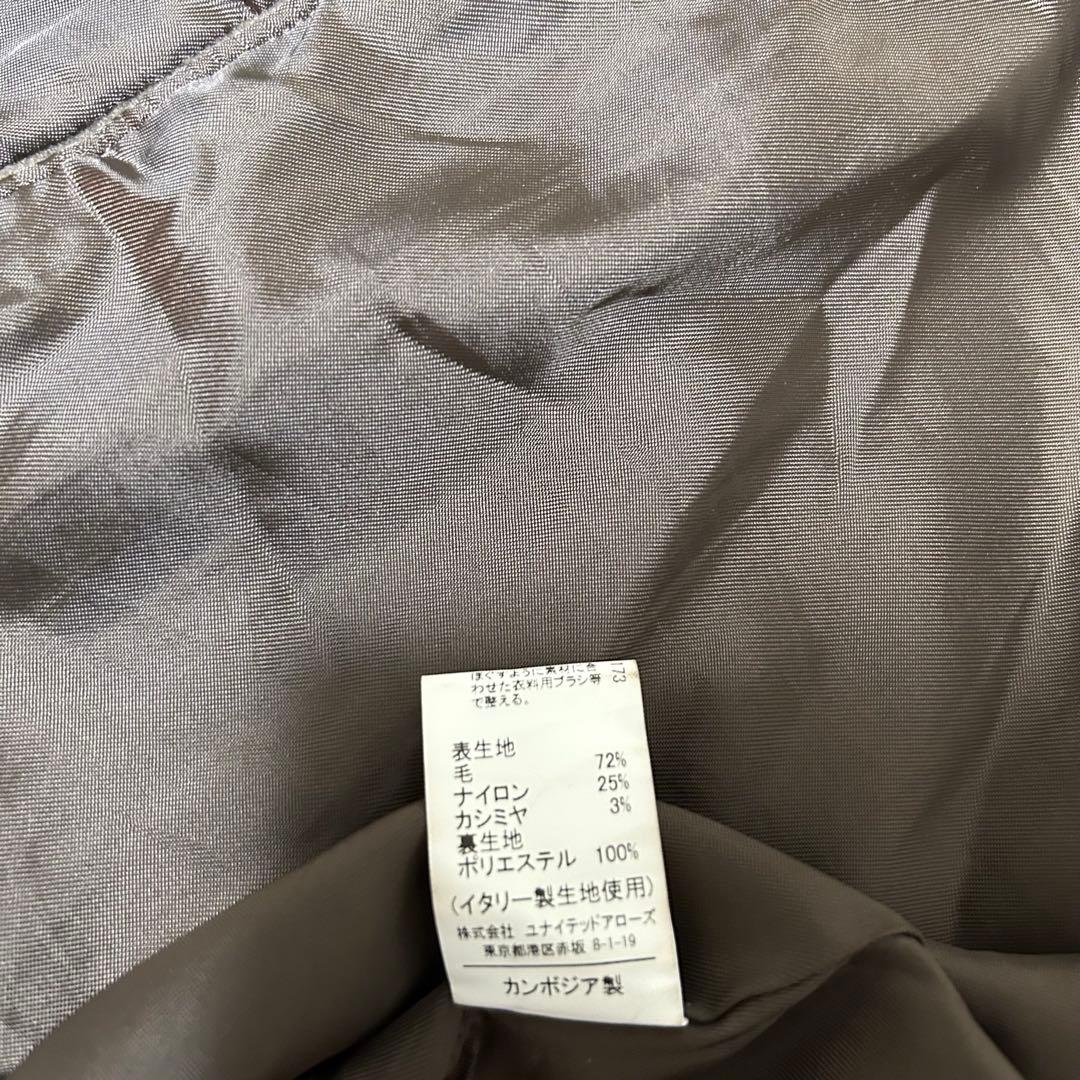 ほぐすように素材に合
わせた衣料用ブラシ等
で整える。
173
表生地
毛 72%
ナイロン 25%
カシミヤ 3%
裏生地
ポリエステル 100%
(イタリー製生地使用)
株式会社 ユナイテッドアローズ
東京都港区赤坂 8-1-19
カンボジア製